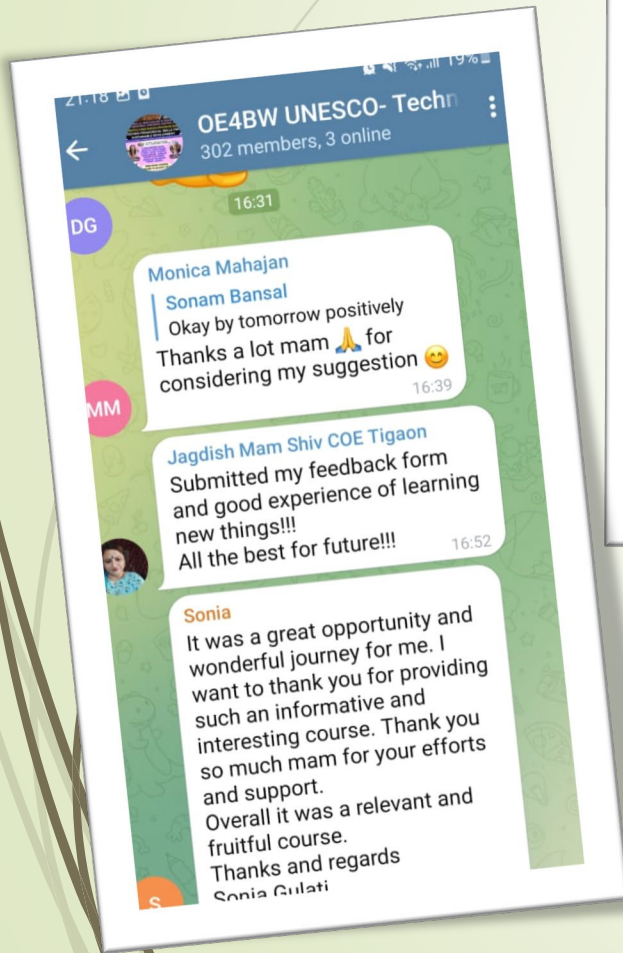 21:18
19%
OE4BW UNESCO- Techn
302 members, 3 online
16:31
DG
Monica Mahajan
Sonam Bansal
Okay by tomorrow positively
Thanks a lot mam 🙏 for
considering my suggestion 😊
16:39
MM
Jagdish Mam Shiv COE Tigaon
Submitted my feedback form
and good experience of learning
new things!!!
All the best for future!!!
16:52
Sonia
It was a great opportunity and
wonderful journey for me. I
want to thank you for providing
such an informative and
interesting course. Thank you
so much mam for your efforts
and support.
Overall it was a relevant and
fruitful course.
Thanks and regards
Sonia Gulati
S